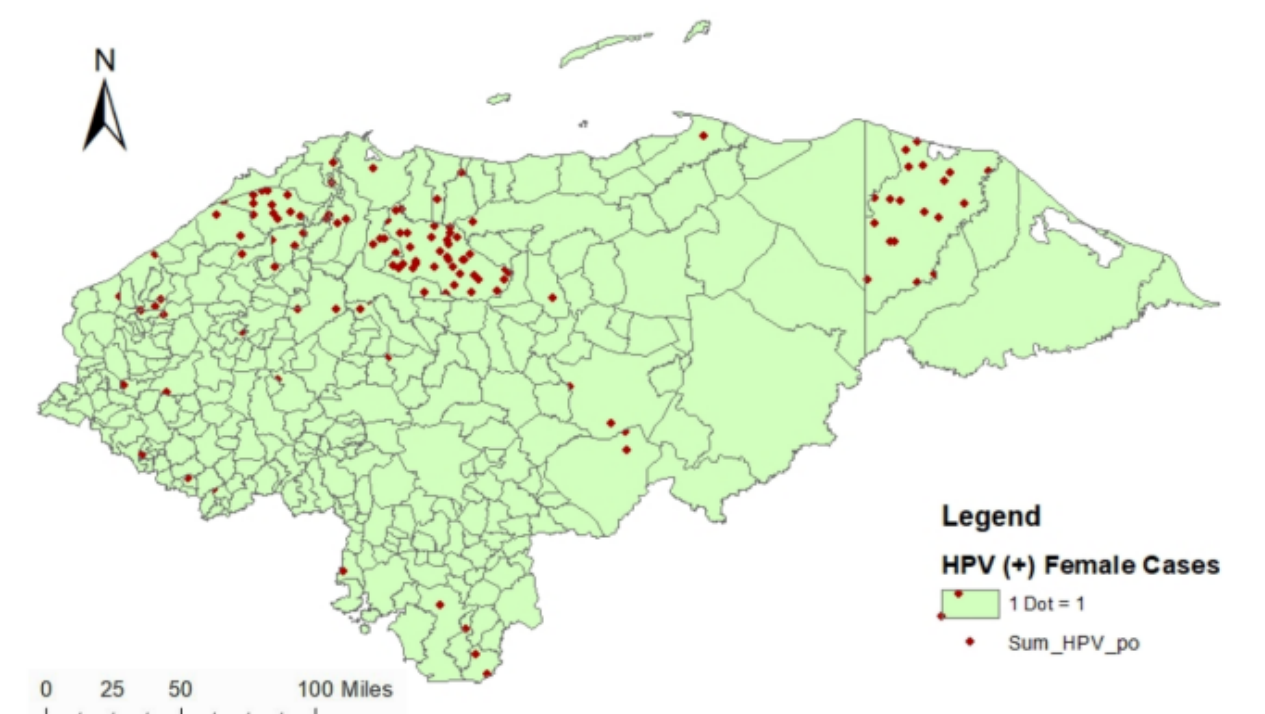 N
Legend
HPV (+) Female Cases
1 Dot = 1
Sum_HPV_po
0 25 50 100 Miles